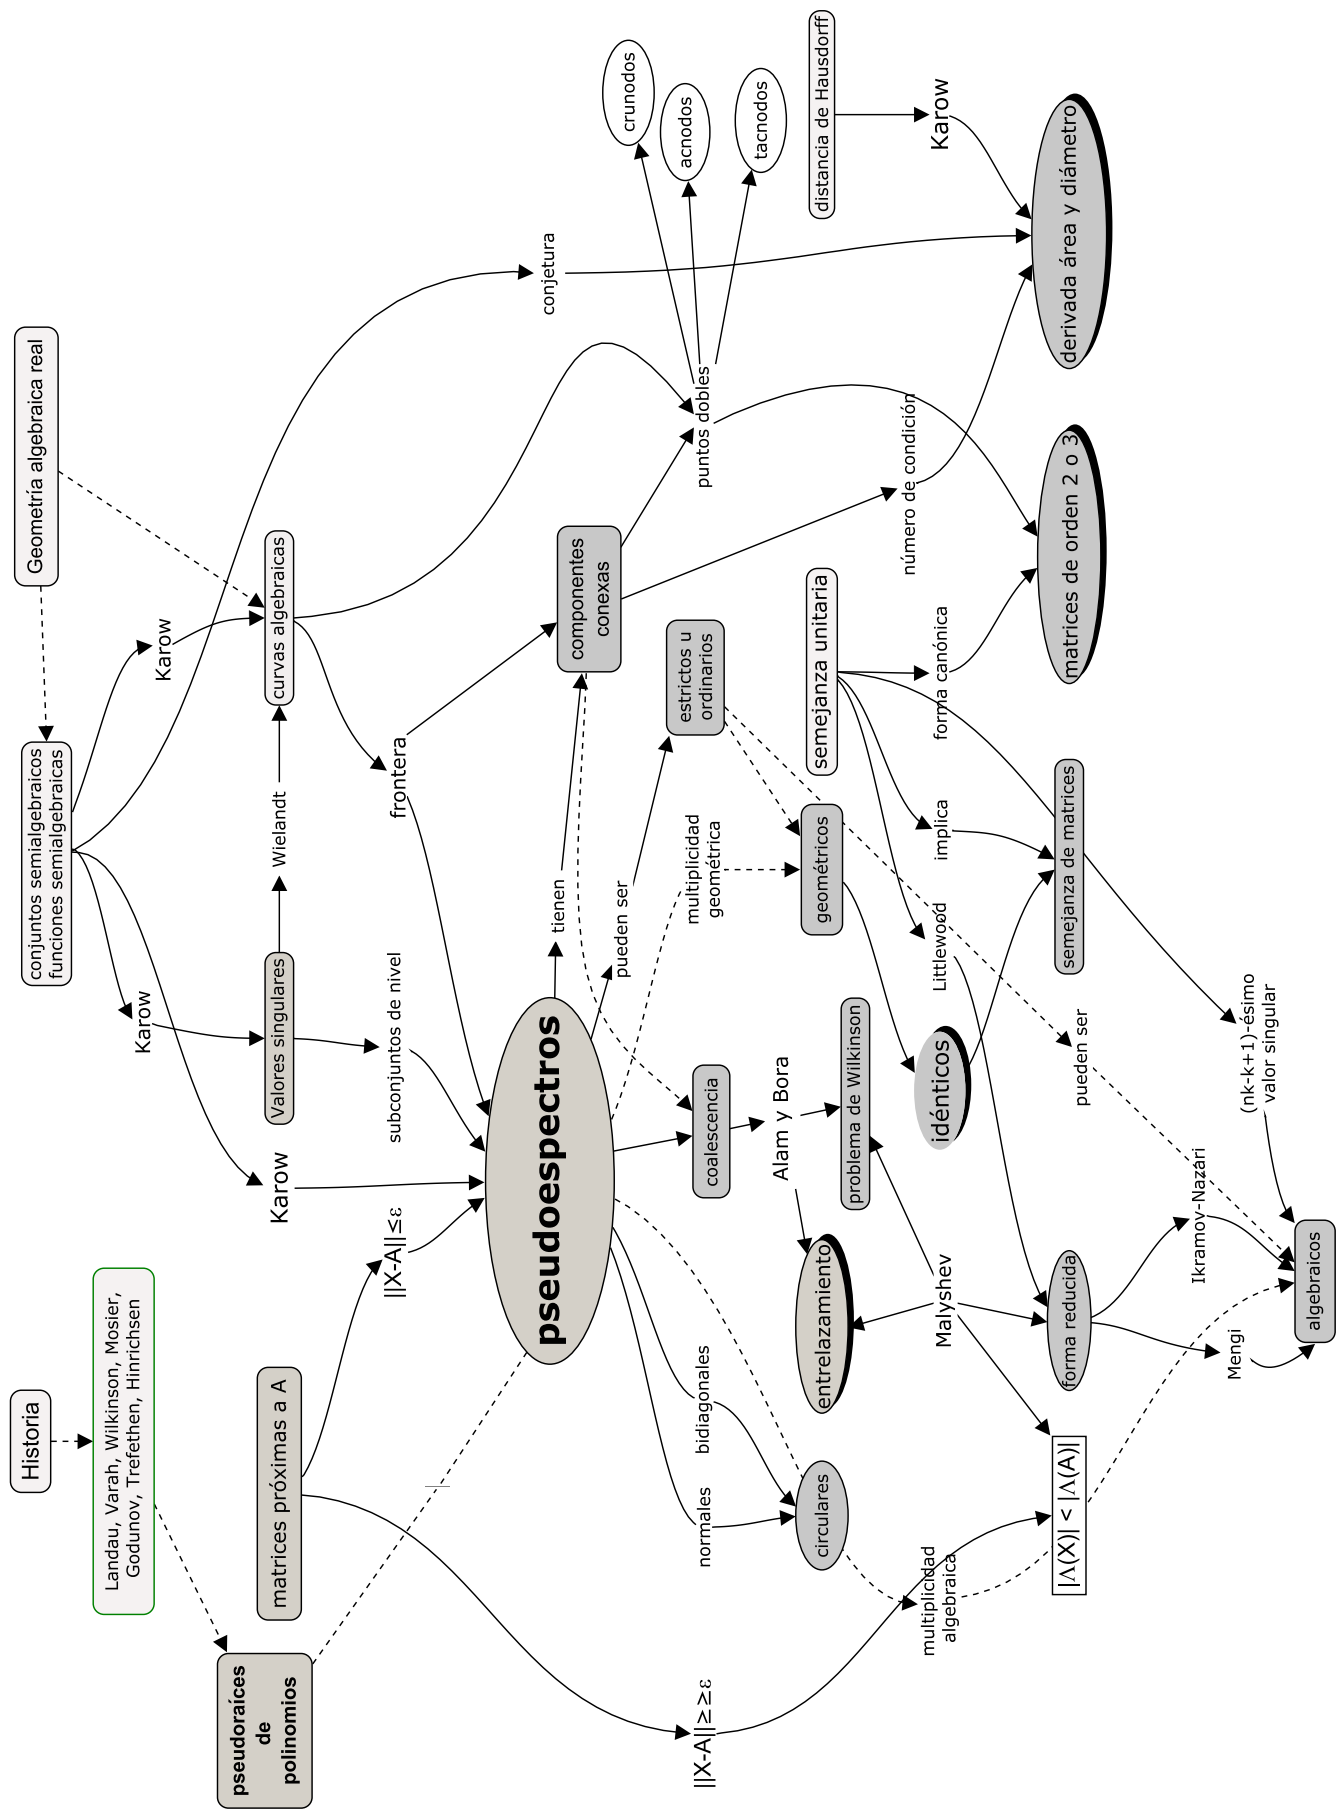 Historia
Landau, Varah, Wilkinson, Mosier,
Godunov, Trefethen, Hinrichsen
pseudoraíces
de
polinomios
matrices próximas a A
||X-A||≤ε
||X-A||≥≥ε
Geometría algebraica real
conjuntos semialgebraicos
funciones semialgebraicas
Karow
Karow
Karow
Valores singulares
Wielandt
curvas algebraicas
subconjuntos de nivel
frontera
conjetura
pseudoespectros
tienen
componentes
conexas
pueden ser
estrictos u
ordinarios
multiplicidad
geométrica
geométricos
puntos dobles
crunodos
acnodos
tacnodos
distancia de Hausdorff
Karow
número de condición
derivada área y diámetro
semejanza unitaria
forma canónica
matrices de orden 2 o 3
implica
semejanza de matrices
Littlewood
idénticos
coalescencia
Alam y Bora
problema de Wilkinson
entrelazamiento
Malyshev
bidiagonales
normales
circulares
multiplicidad
algebraica
|Λ(X)| < |Λ(A)|
forma reducida
Mengi
Ikramov-Nazari
pueden ser
(nk-k+1)-ésimo
valor singular
algebraicos